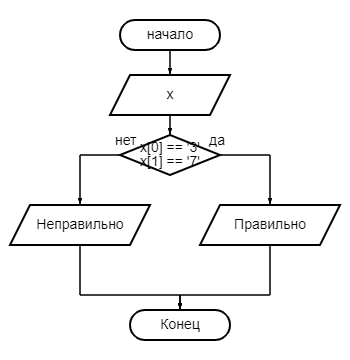 начало
x
нет
да
x[0] == '3'
x[1] == '7'
Неправильно
Правильно
Конец